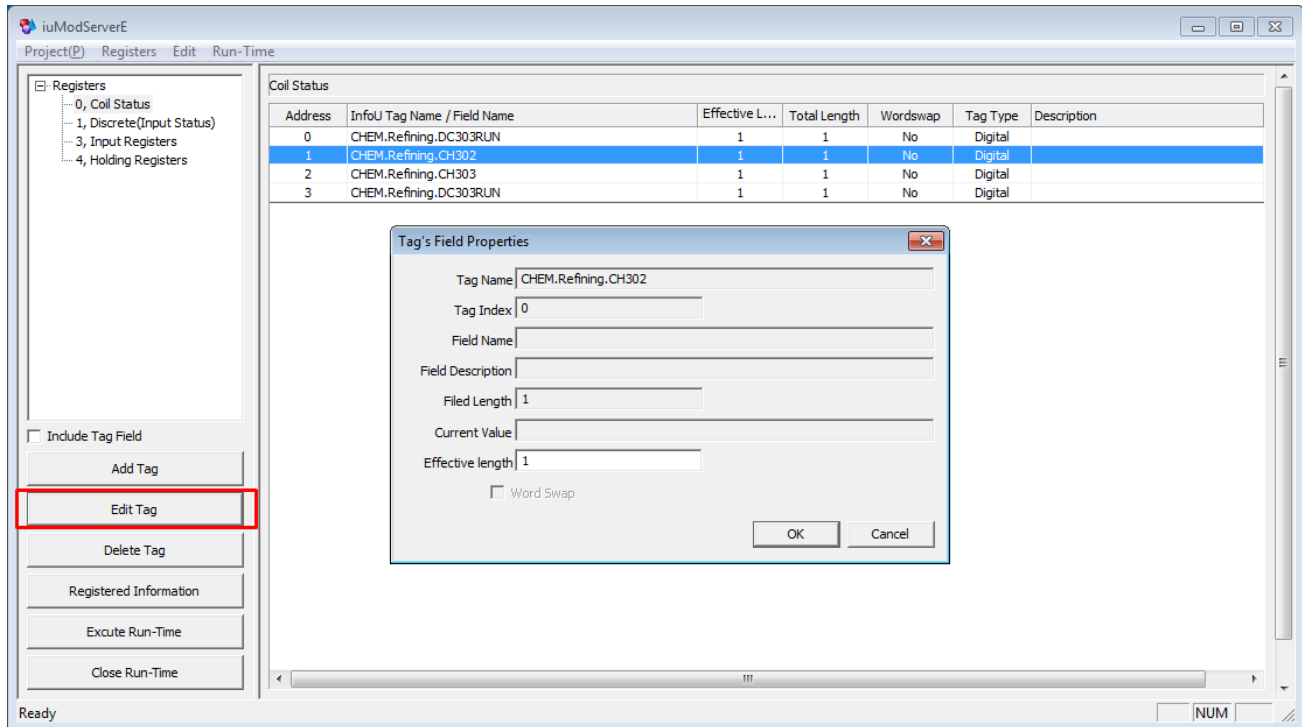 iuModServerE
Project(P) Registers Edit Run-Time
Registers
0, Coil Status
1, Discrete(Input Status)
3, Input Registers
4, Holding Registers
Include Tag Field
Add Tag
Edit Tag
Delete Tag
Registered Information
Excute Run-Time
Close Run-Time
Coil Status
Address InfoU Tag Name / Field Name Effective L... Total Length Wordswap Tag Type Description
0 CHEM.Refining.DC303RUN 1 1 No Digital
1 CHEM.Refining.CH302 1 1 No Digital
2 CHEM.Refining.CH303 1 1 No Digital
3 CHEM.Refining.DC303RUN 1 1 No Digital
Tag's Field Properties
Tag Name CHEM.Refining.CH302
Tag Index 0
Field Name
Field Description
Filed Length 1
Current Value
Effective length 1
Word Swap
OK Cancel
Ready NUM